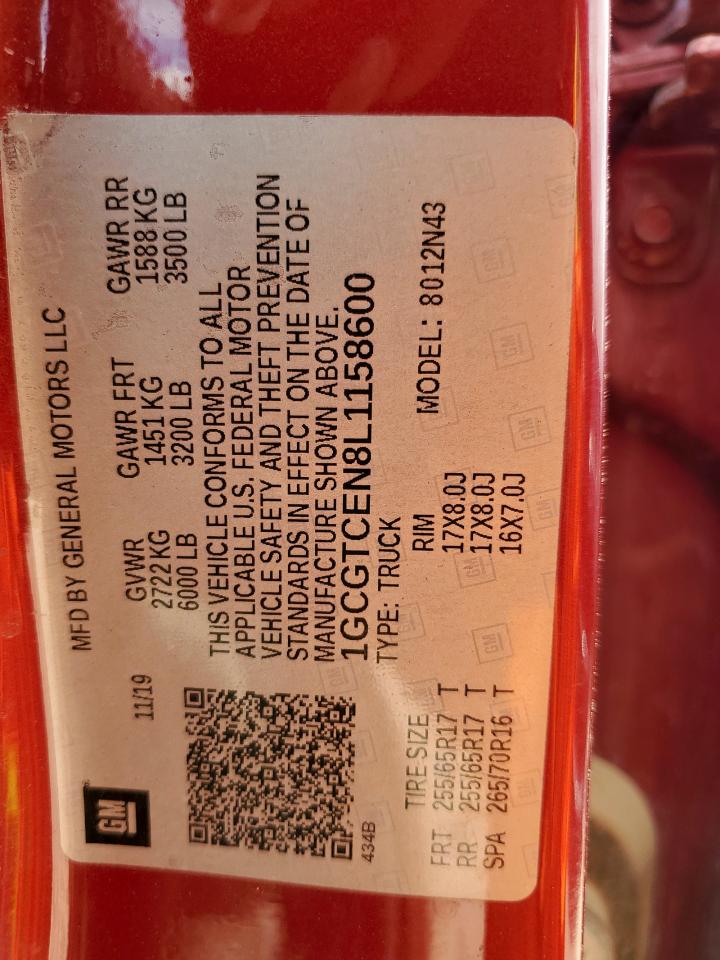 GM
11/19
MFD BY GENERAL MOTORS LLC
GVWR GAWR FRT GAWR RR
2722 KG 1451 KG 1588 KG
6000 LB 3200 LB 3500 LB
THIS VEHICLE CONFORMS TO ALL
APPLICABLE U.S. FEDERAL MOTOR
VEHICLE SAFETY AND THEFT PREVENTION
STANDARDS IN EFFECT ON THE DATE OF
MANUFACTURE SHOWN ABOVE.
1GCGTCEN8L1158600
434B
TYPE: TRUCK MODEL: 8012N43
TIRE SIZE RIM
FRT 255/65R17 T 17X8.0J
RR 255/65R17 T 17X8.0J
SPA 265/70R16 T 16X7.0J